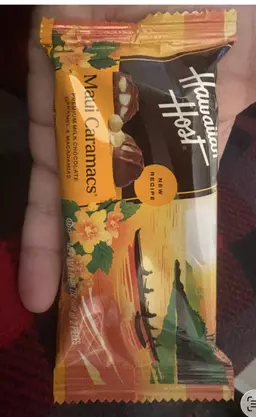 Hawaiian
Host
NEW
RECIPE
Maui Caramacs
PREMIUM MILK CHOCOLATE
CARAMEL & MACADAMIAS